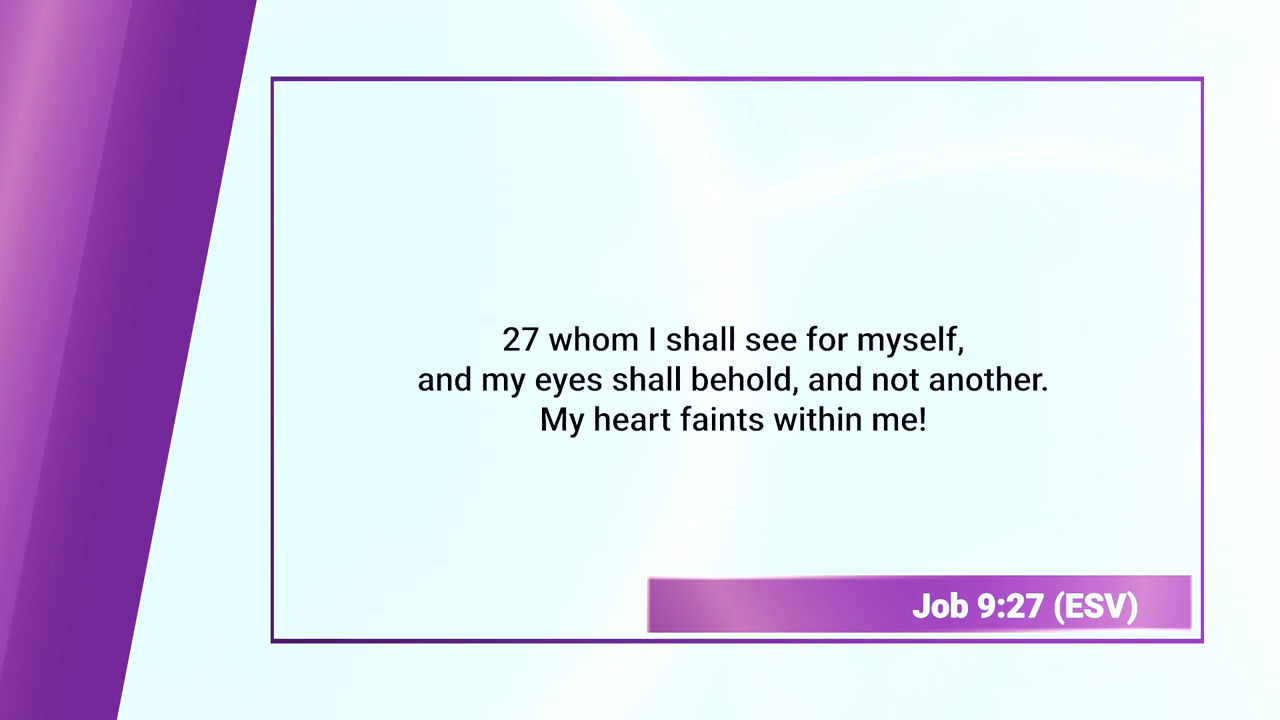 27 whom I shall see for myself,
and my eyes shall behold, and not another.
My heart faints within me!
Job 9:27 (ESV)